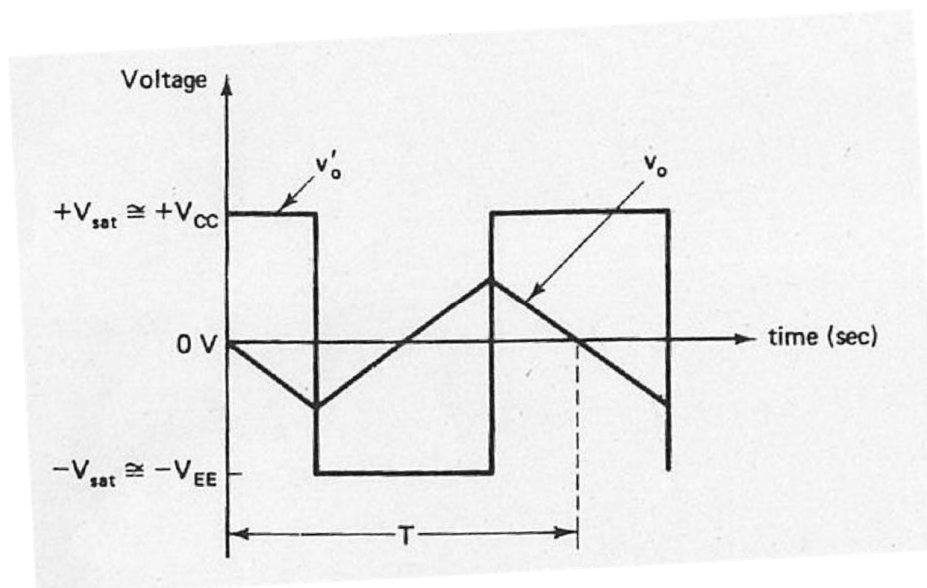 Voltage
v′ₒ
vₒ
+Vsat ≅ +VCC
0 V
time (sec)
−Vsat ≅ −VEE
T